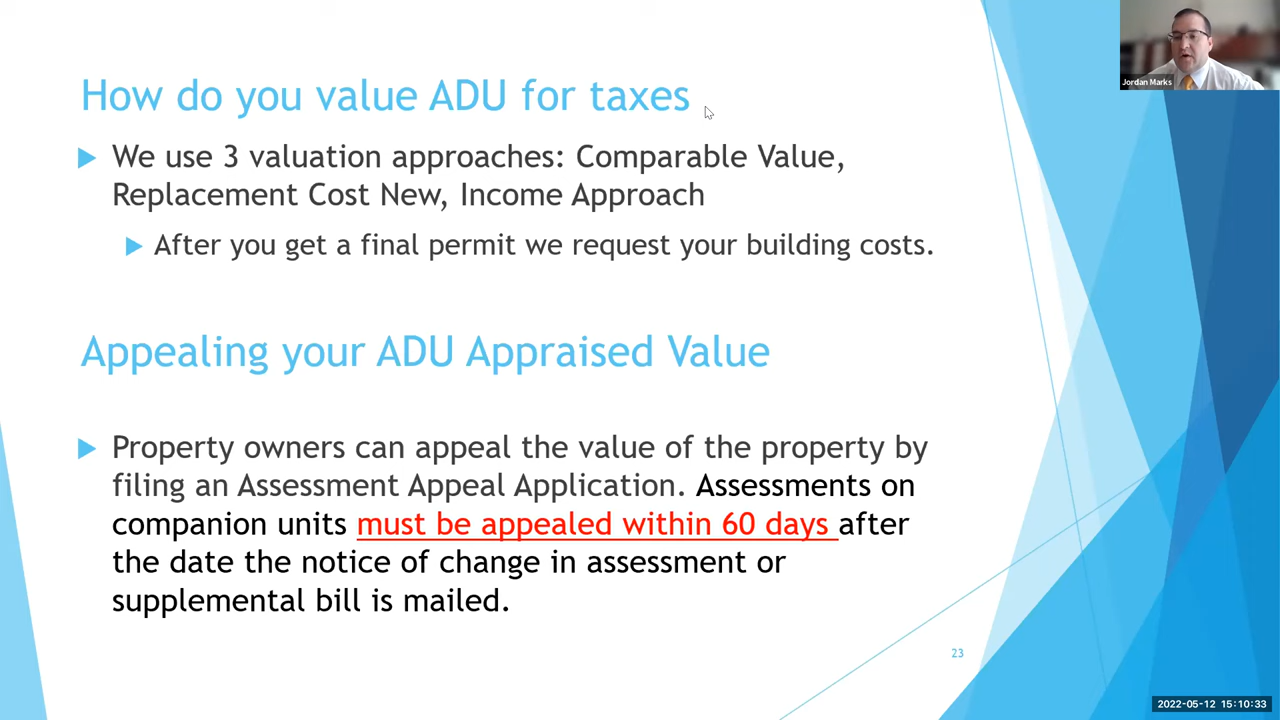 Jordan Marks
How do you value ADU for taxes
We use 3 valuation approaches: Comparable Value,
Replacement Cost New, Income Approach
After you get a final permit we request your building costs.
Appealing your ADU Appraised Value
Property owners can appeal the value of the property by
filing an Assessment Appeal Application. Assessments on
companion units must be appealed within 60 days after
the date the notice of change in assessment or
supplemental bill is mailed.
23
2022-05-12 15:10:33